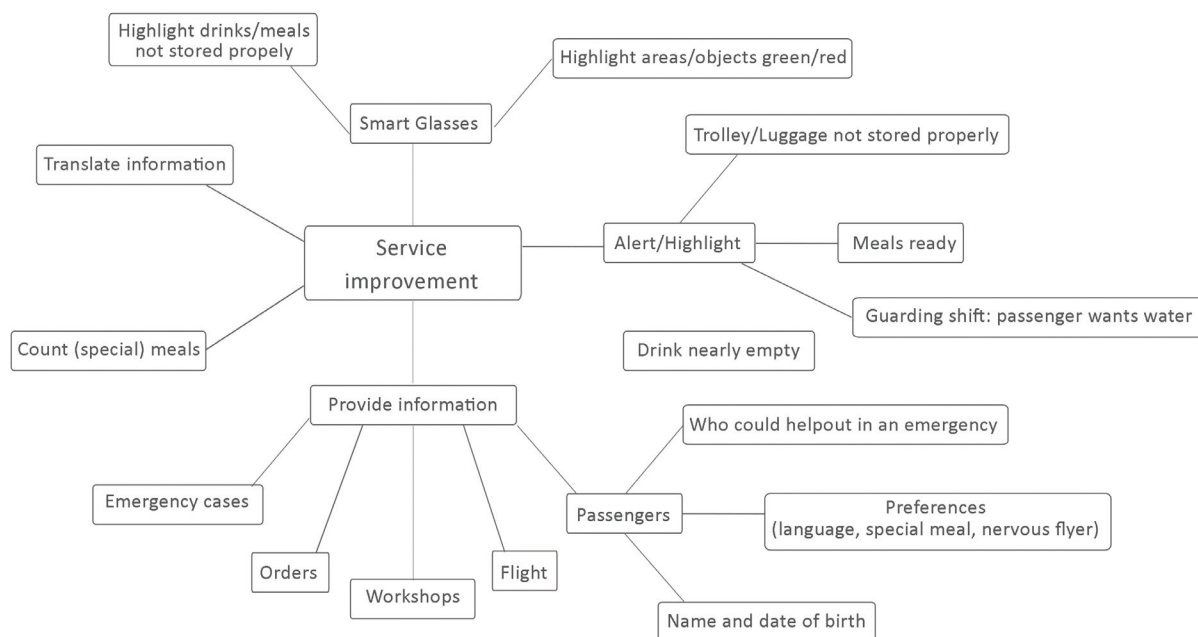 Highlight drinks/meals
not stored propely
Highlight areas/objects green/red
Smart Glasses
Trolley/Luggage not stored properly
Translate information
Service
improvement
Alert/Highlight
Meals ready
Guarding shift: passenger wants water
Count (special) meals
Drink nearly empty
Provide information
Who could helpout in an emergency
Emergency cases
Passengers
Preferences
(language, special meal, nervous flyer)
Orders
Workshops
Flight
Name and date of birth